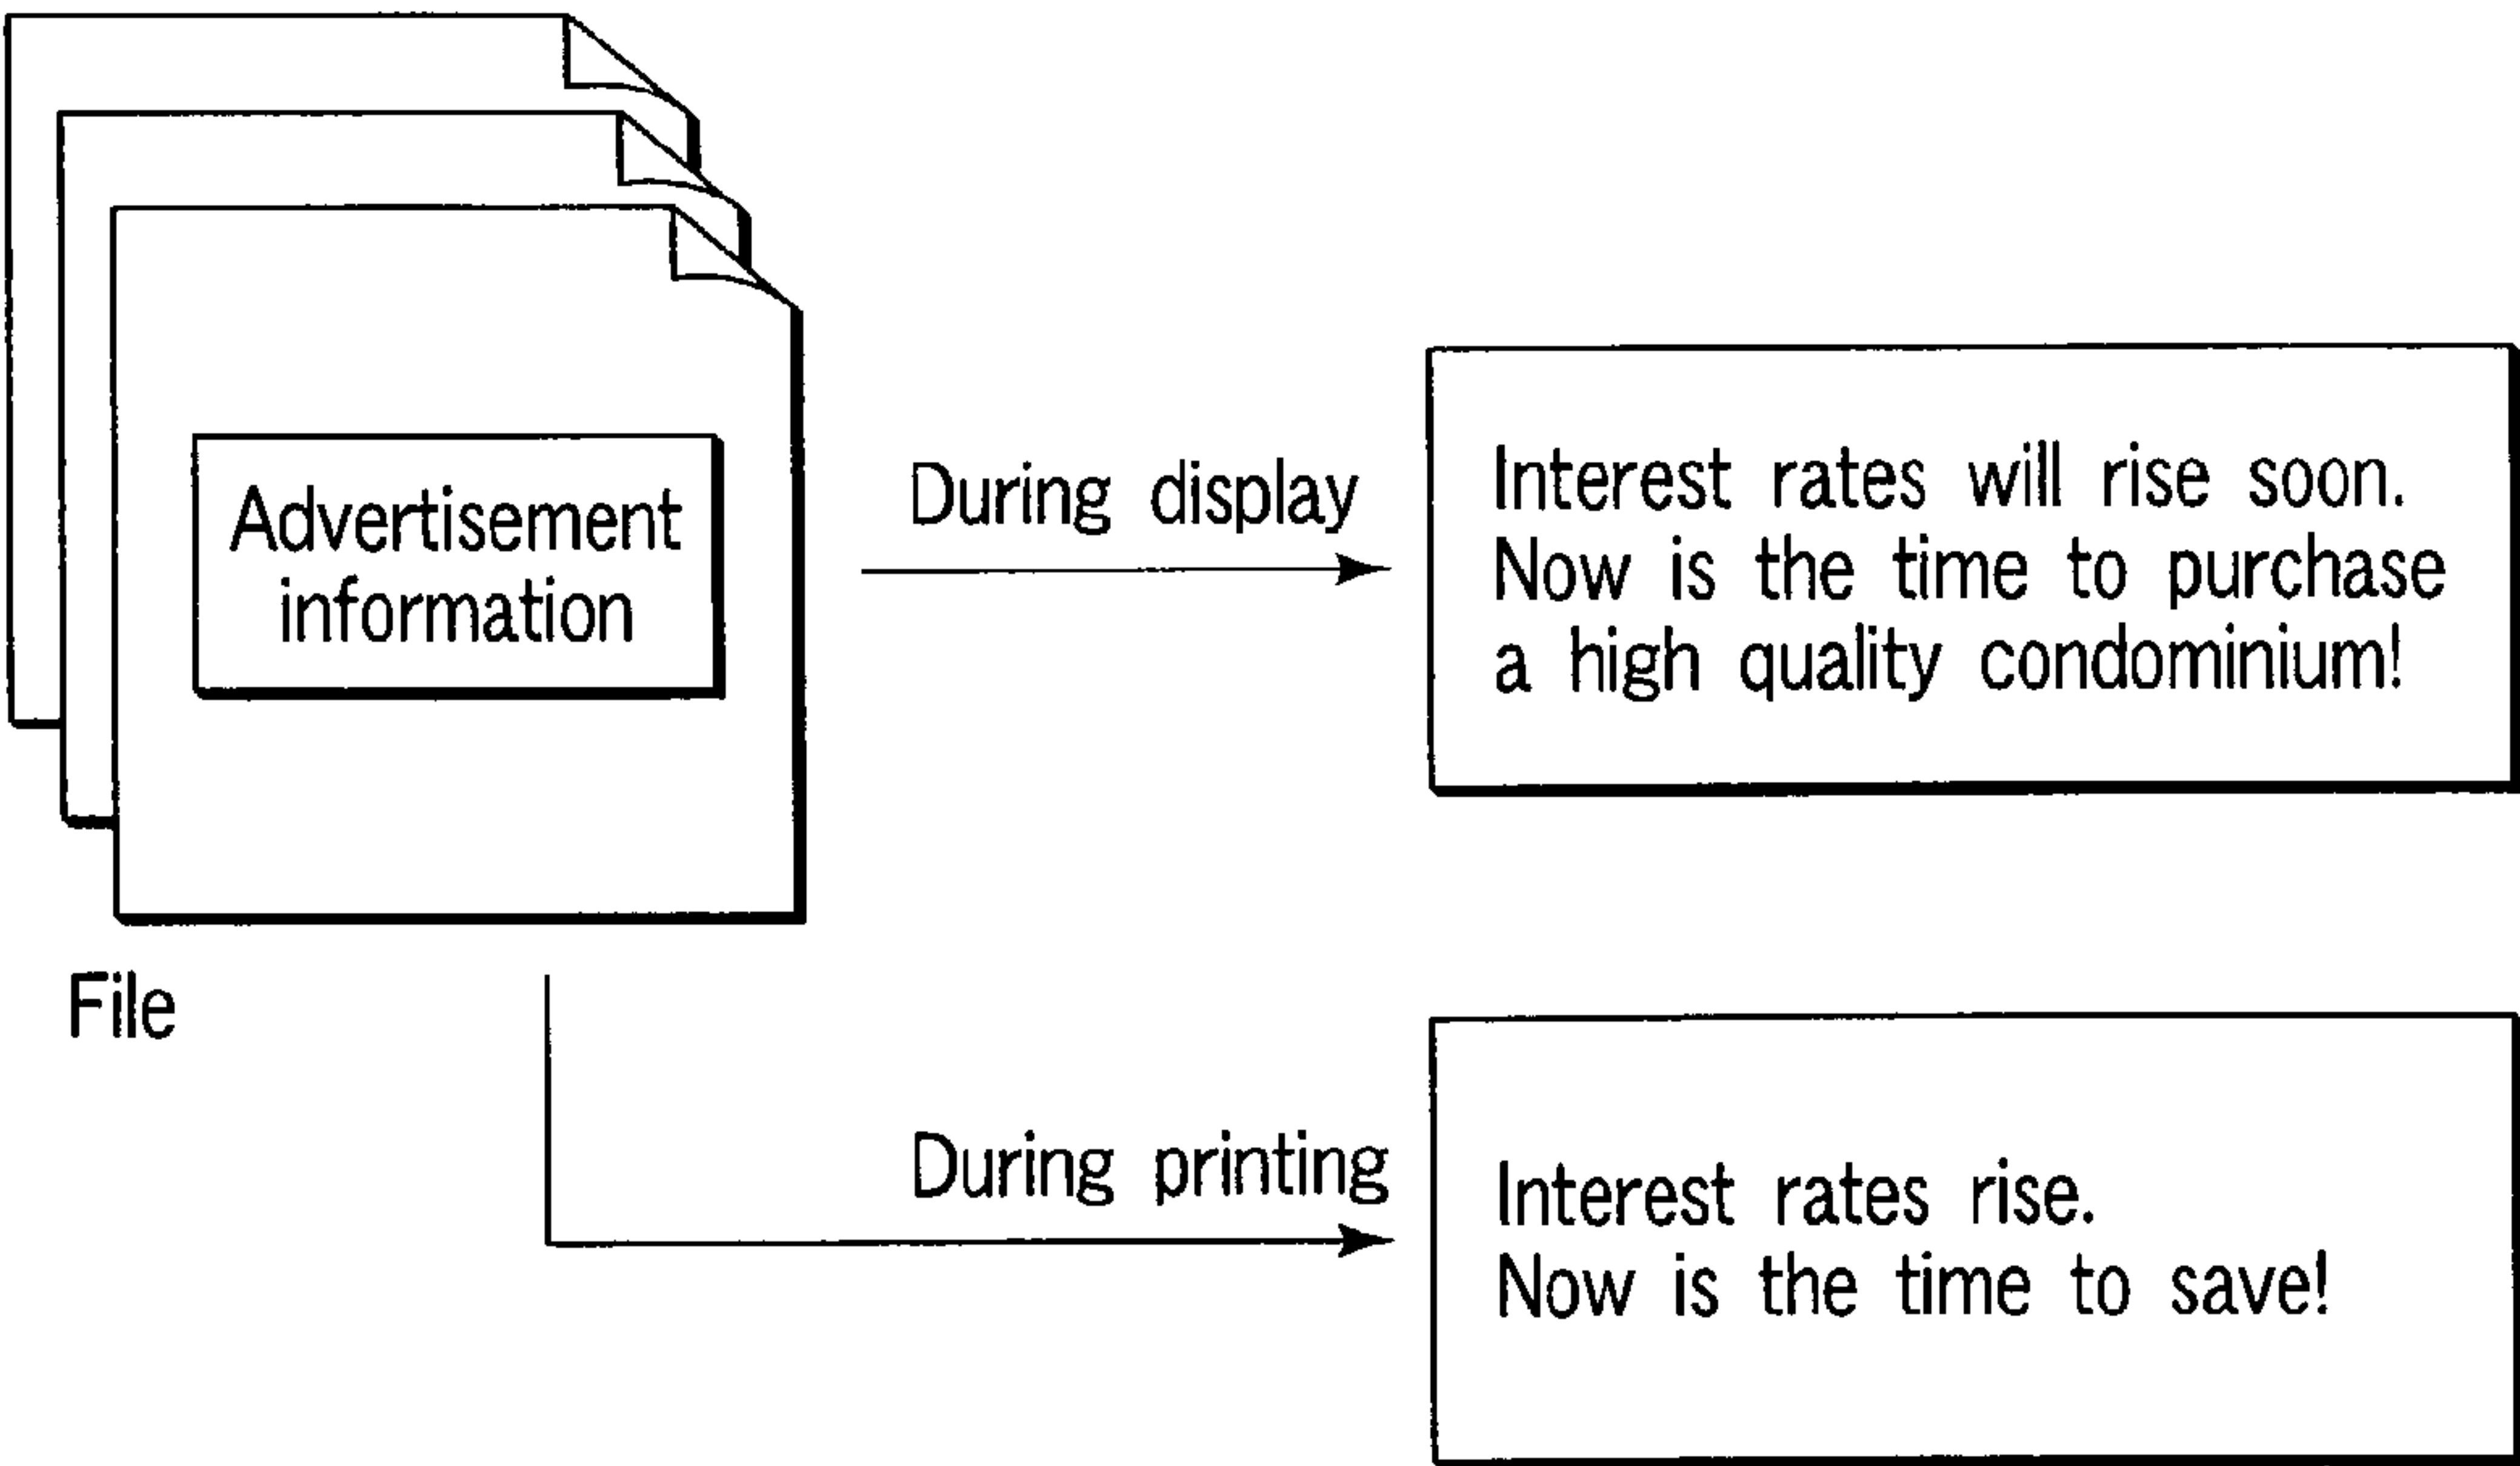 Advertisement
information
During display
Interest rates will rise soon.
Now is the time to purchase
a high quality condominium!
File
During printing
Interest rates rise.
Now is the time to save!